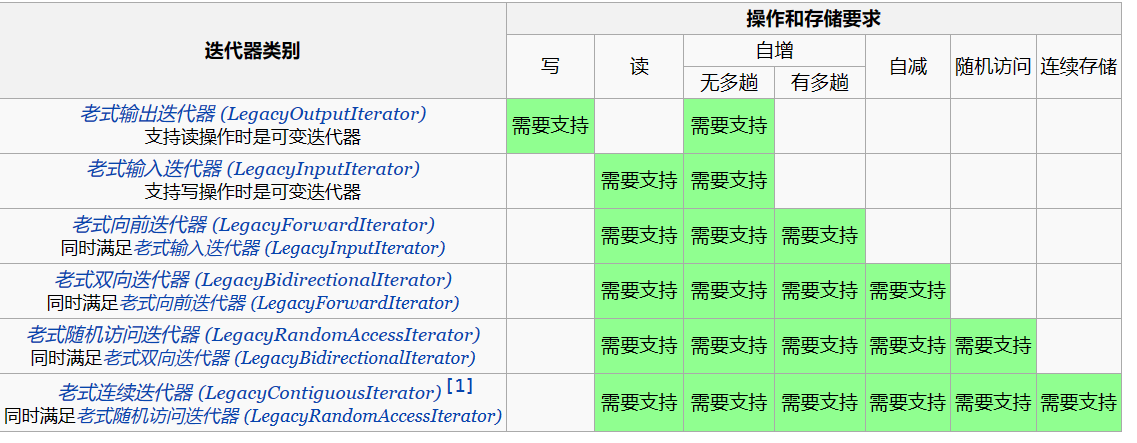 迭代器类别 操作和存储要求
写 读 自增 自减 随机访问 连续存储
无多趟 有多趟
老式输出迭代器 (LegacyOutputIterator)
支持读操作时是可变迭代器
需要支持 需要支持
老式输入迭代器 (LegacyInputIterator)
支持写操作时是可变迭代器
需要支持 需要支持
老式向前迭代器 (LegacyForwardIterator)
同时满足老式输入迭代器 (LegacyInputIterator)
需要支持 需要支持 需要支持
老式双向迭代器 (LegacyBidirectionalIterator)
同时满足老式向前迭代器 (LegacyForwardIterator)
需要支持 需要支持 需要支持 需要支持
老式随机访问迭代器 (LegacyRandomAccessIterator)
同时满足老式双向迭代器 (LegacyBidirectionalIterator)
需要支持 需要支持 需要支持 需要支持 需要支持
老式连续迭代器 (LegacyContiguousIterator) [1]
同时满足老式随机访问迭代器 (LegacyRandomAccessIterator)
需要支持 需要支持 需要支持 需要支持 需要支持 需要支持